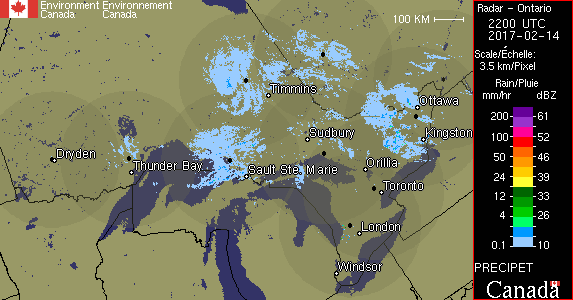 Environment Environnement
Canada Canada
100 KM
Timmins
Ottawa
Sudbury
Kingston
Dryden
Thunder Bay
Sault Ste. Marie
Orillia
Toronto
London
Windsor
Radar - Ontario
2200 UTC
2017-02-14
Scale/Échelle:
3.5 km/Pixel
Rain/Pluie
mm/hr dBZ
200 61
100 52
50 46
24 39
12 33
4 26
0.1 10
PRECIPET
Canada